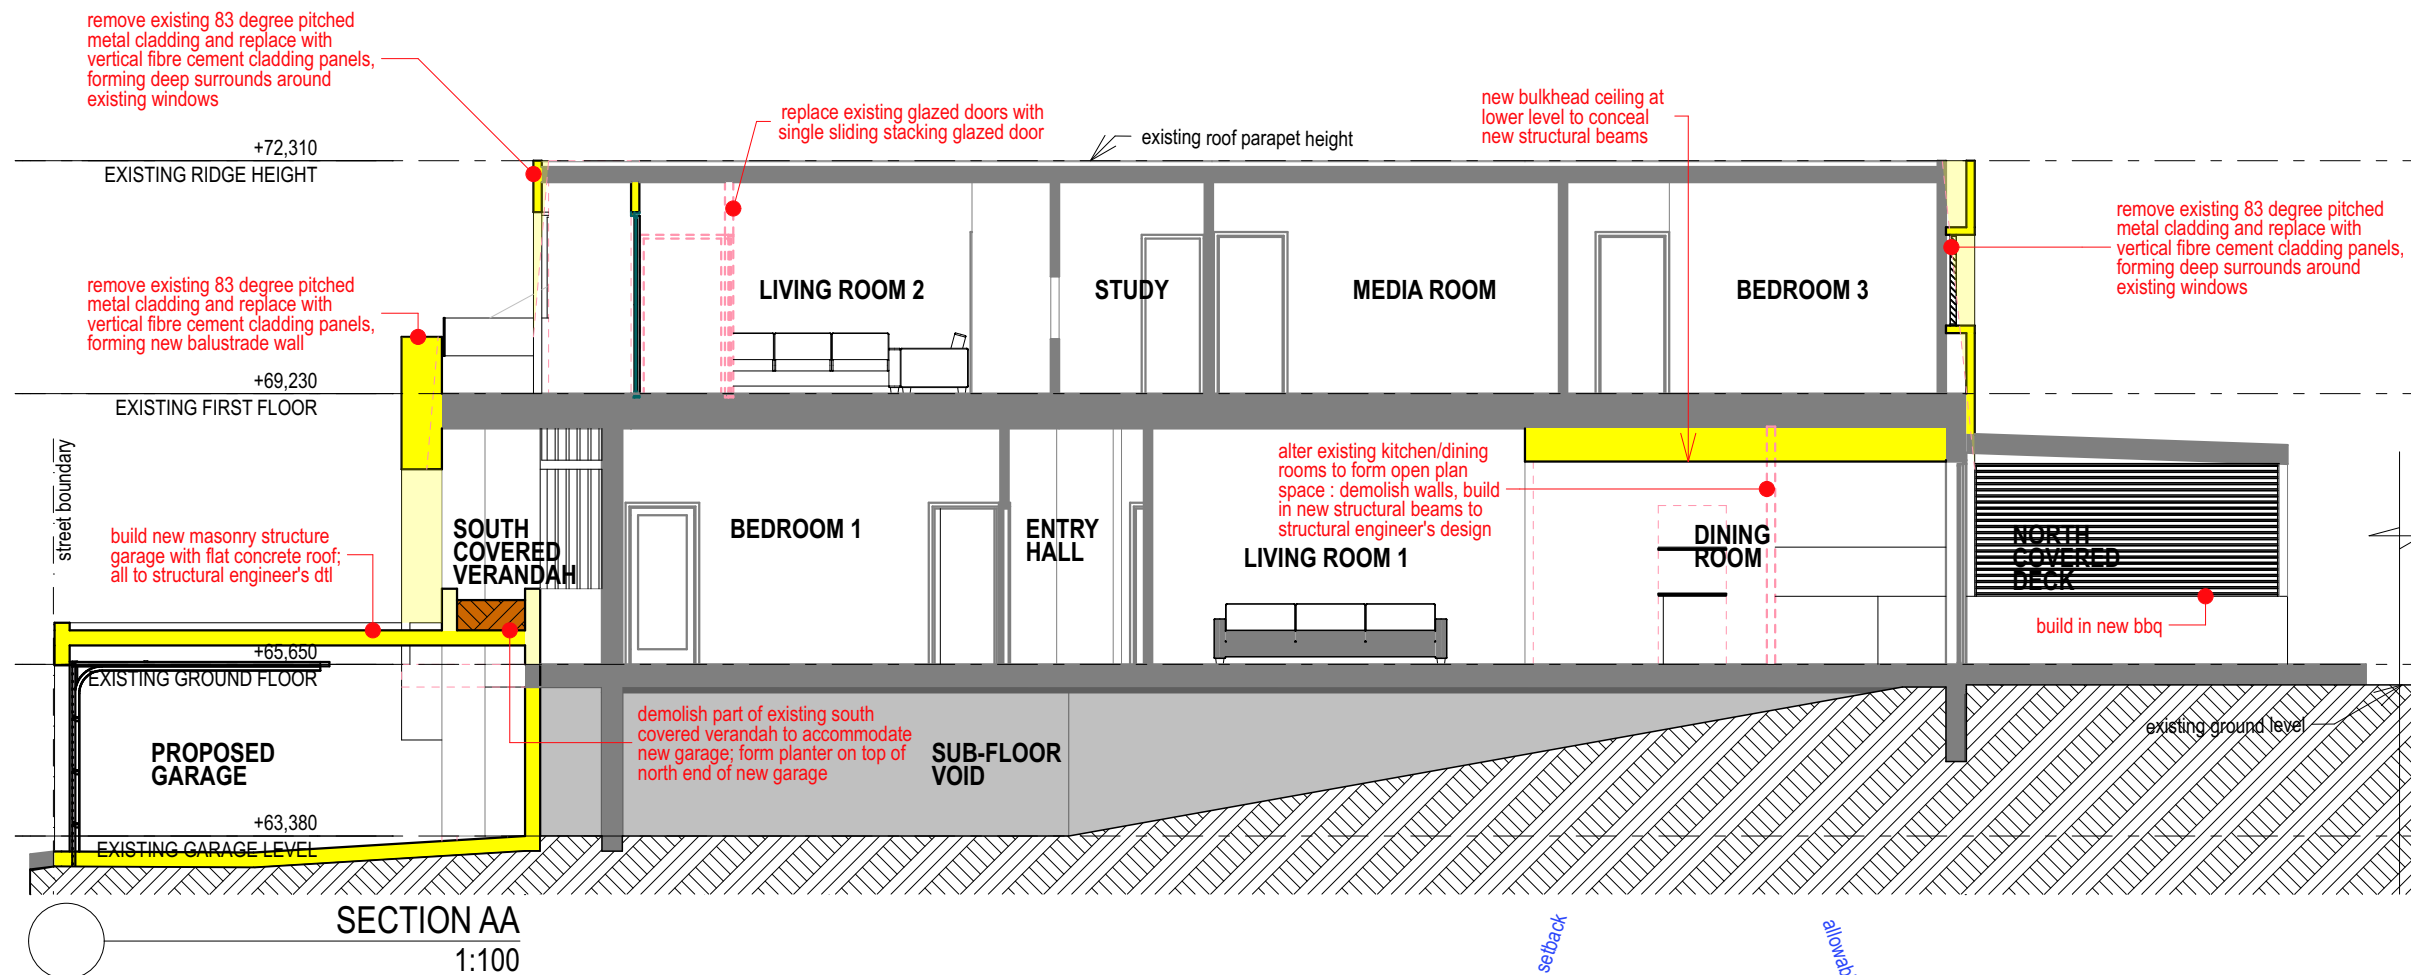 remove existing 83 degree pitched
metal cladding and replace with
vertical fibre cement cladding panels,
forming deep surrounds around
existing windows
replace existing glazed doors with
single sliding stacking glazed door
existing roof parapet height
new bulkhead ceiling at
lower level to conceal
new structural beams
+72,310
EXISTING RIDGE HEIGHT
remove existing 83 degree pitched
metal cladding and replace with
vertical fibre cement cladding panels,
forming deep surrounds around
existing windows
remove existing 83 degree pitched
metal cladding and replace with
vertical fibre cement cladding panels,
forming new balustrade wall
LIVING ROOM 2
STUDY
MEDIA ROOM
BEDROOM 3
+69,230
EXISTING FIRST FLOOR
street boundary
build new masonry structure
garage with flat concrete roof;
all to structural engineer's dtl
SOUTH
COVERED
VERANDAH
BEDROOM 1
ENTRY
HALL
alter existing kitchen/dining
rooms to form open plan
space : demolish walls, build
in new structural beams to
structural engineer's design
LIVING ROOM 1
DINING
ROOM
NORTH
COVERED
DECK
build in new bbq
+65,650
EXISTING GROUND FLOOR
demolish part of existing south
covered verandah to accommodate
new garage; form planter on top of
north end of new garage
PROPOSED
GARAGE
SUB-FLOOR
VOID
existing ground level
+63,380
EXISTING GARAGE LEVEL
SECTION AA
1:100
setback